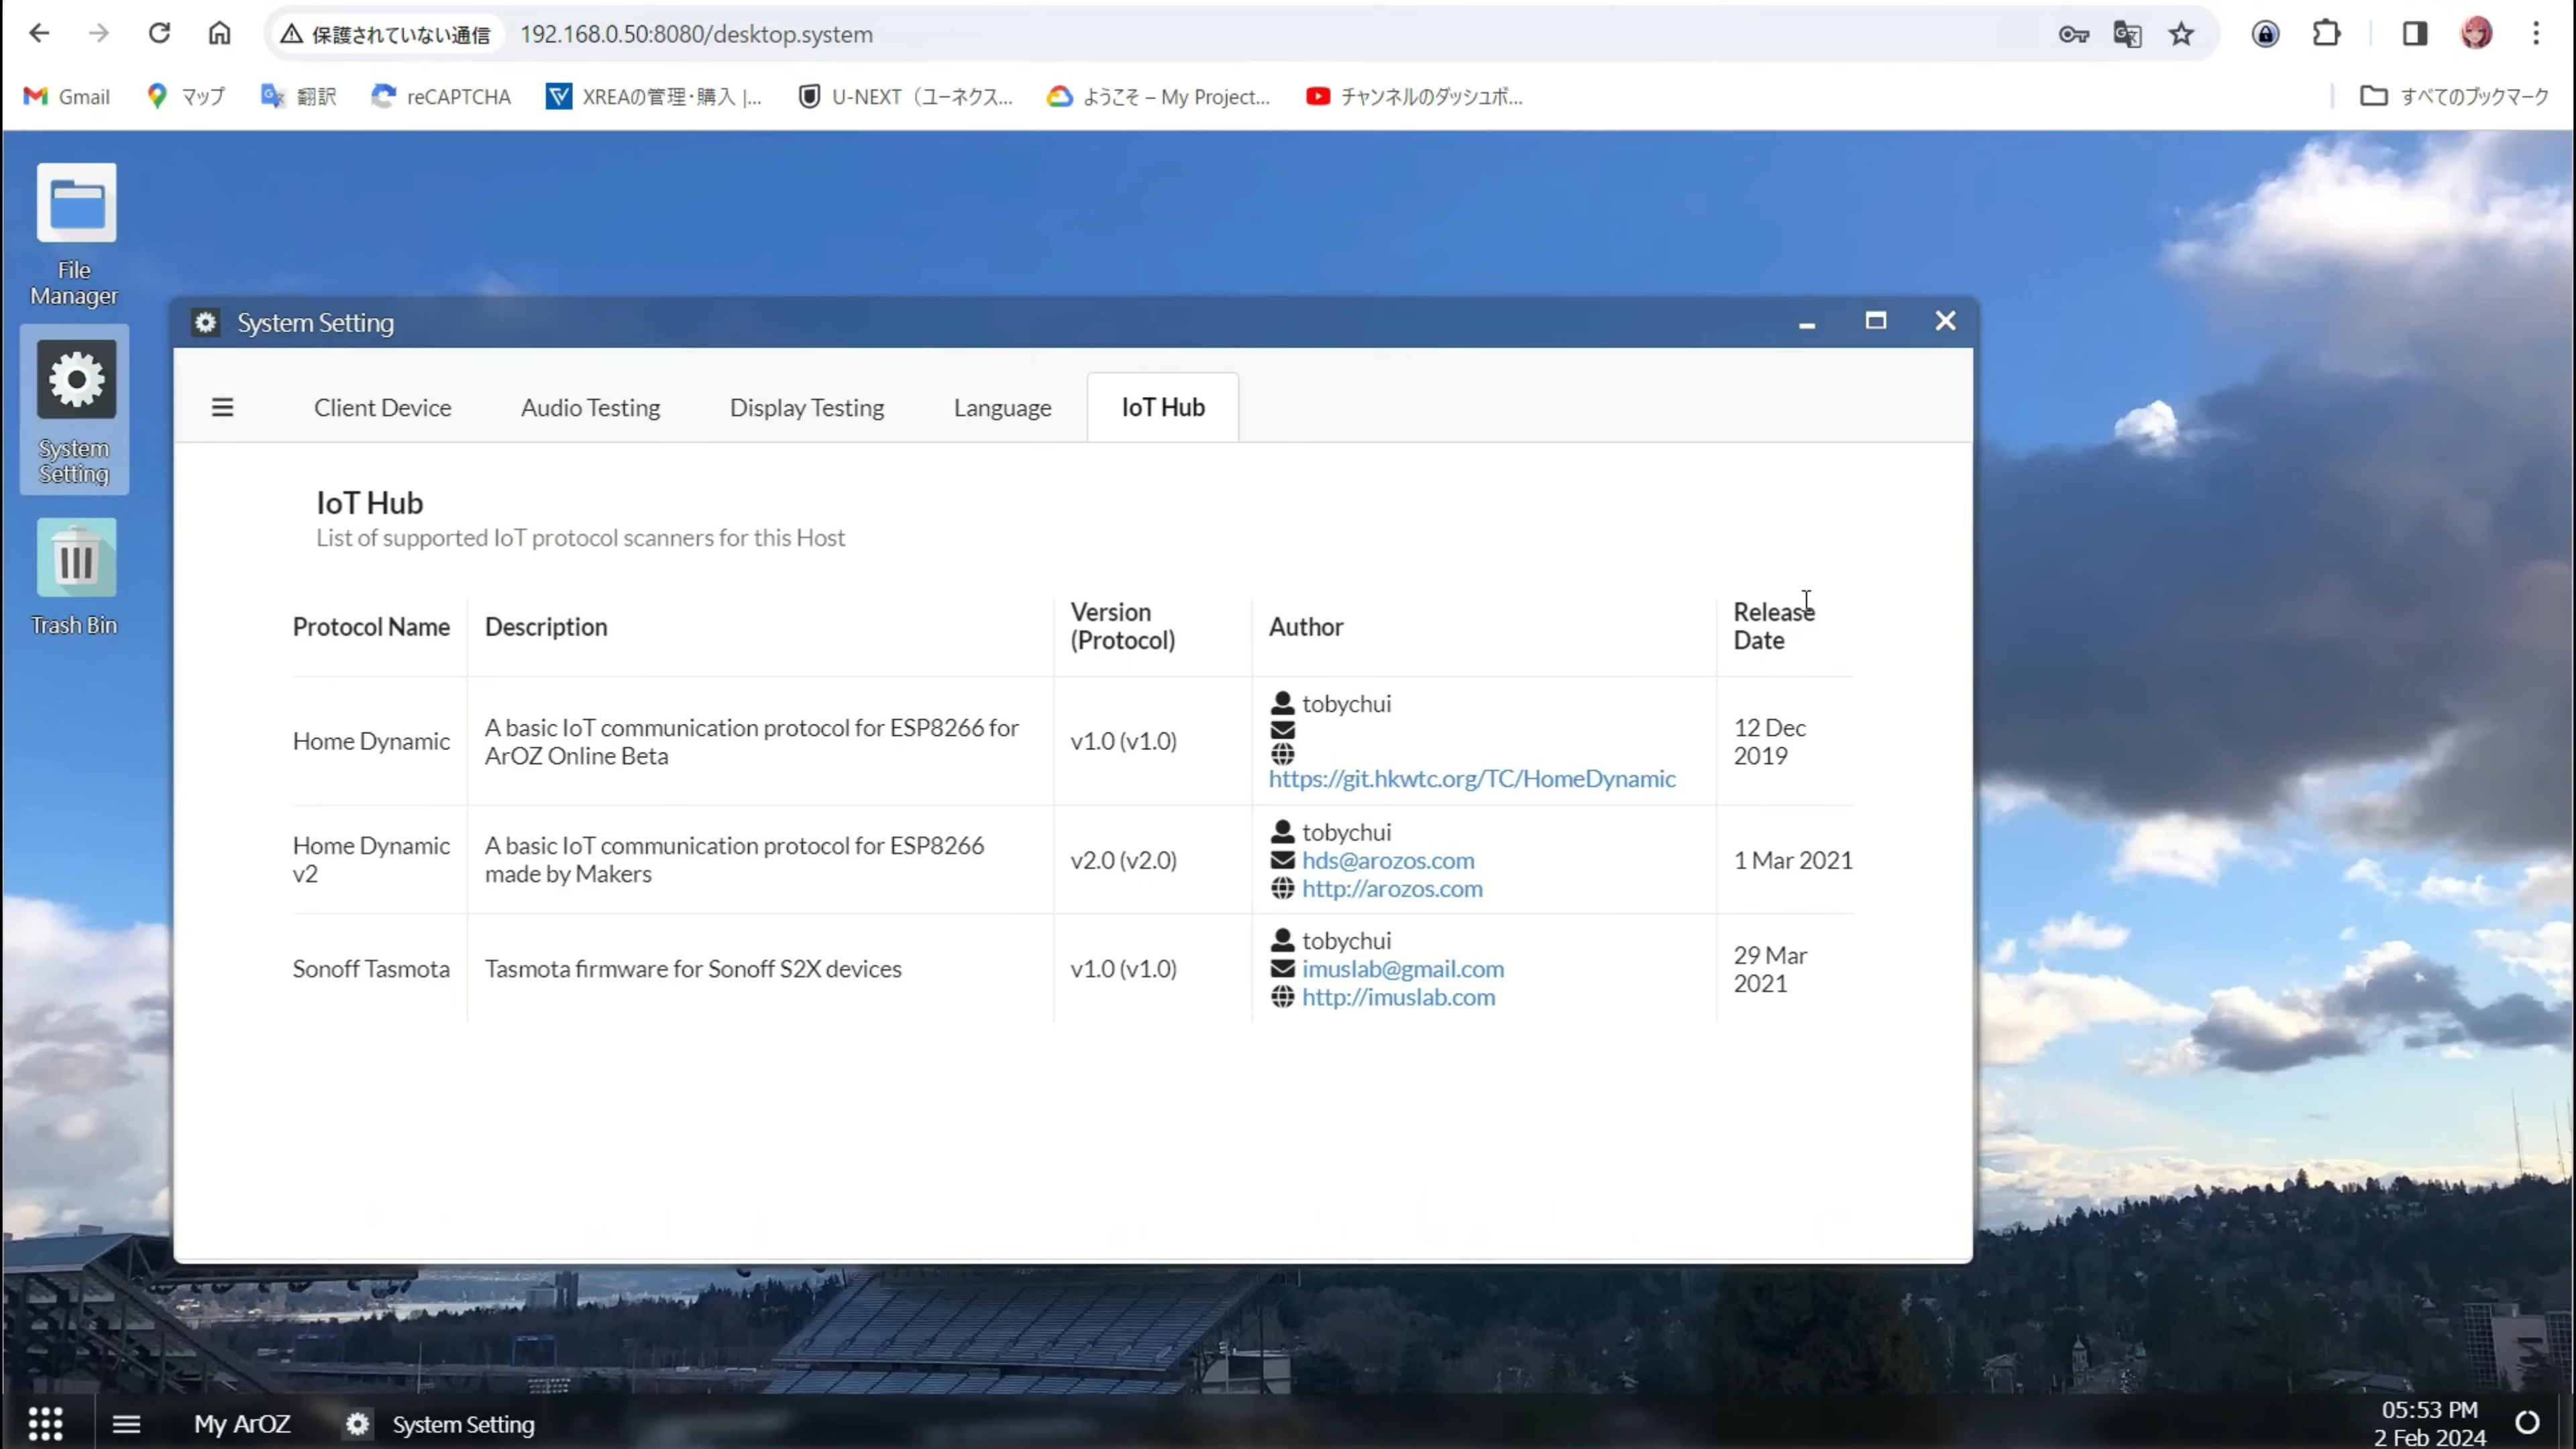 保護されていない通信 192.168.0.50:8080/desktop.system
Gmail マップ 翻訳 reCAPTCHA XREAの管理・購入 |... U-NEXT（ユーネクス... ようこそ – My Project... チャンネルのダッシュボ... すべてのブックマーク
File
Manager
System
Setting
Trash Bin
System Setting
Client Device Audio Testing Display Testing Language IoT Hub
IoT Hub
List of supported IoT protocol scanners for this Host
Protocol Name Description Version
(Protocol) Author Release
Date
Home Dynamic
A basic IoT communication protocol for ESP8266 for
ArOZ Online Beta
v1.0 (v1.0)
tobychui
https://git.hkwtc.org/TC/HomeDynamic
12 Dec
2019
Home Dynamic
v2
A basic IoT communication protocol for ESP8266
made by Makers
v2.0 (v2.0)
tobychui
hds@arozos.com
http://arozos.com
1 Mar 2021
Sonoff Tasmota
Tasmota firmware for Sonoff S2X devices
v1.0 (v1.0)
tobychui
imuslab@gmail.com
http://imuslab.com
29 Mar
2021
My ArOZ System Setting
05:53 PM
2 Feb 2024